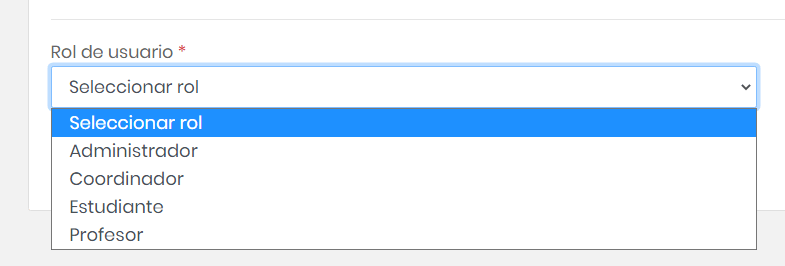 Rol de usuario *
Seleccionar rol
Seleccionar rol
Administrador
Coordinador
Estudiante
Profesor